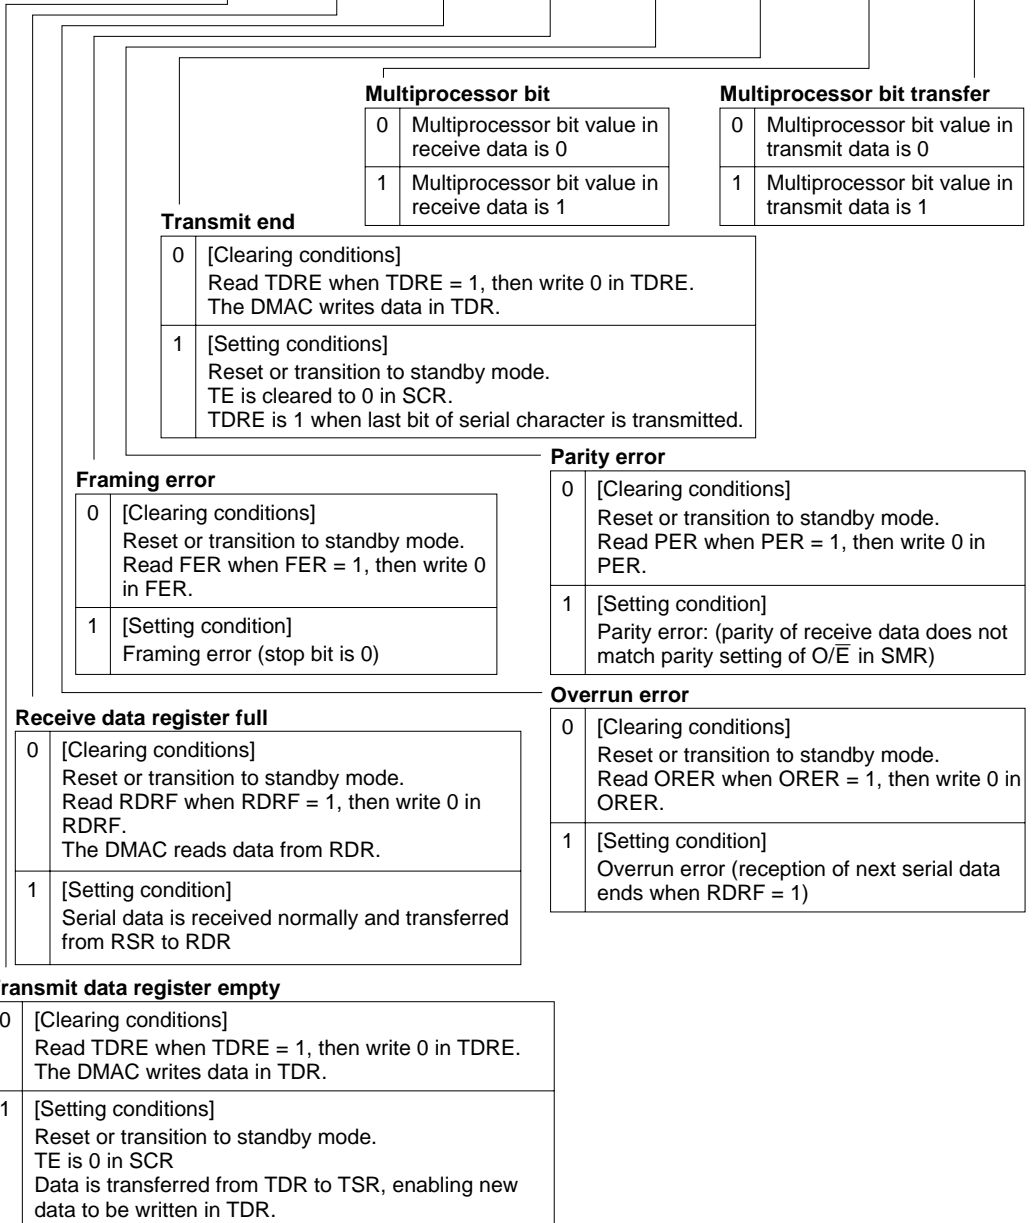 Multiprocessor bit
0 Multiprocessor bit value in
receive data is 0
1 Multiprocessor bit value in
receive data is 1
Multiprocessor bit transfer
0 Multiprocessor bit value in
transmit data is 0
1 Multiprocessor bit value in
transmit data is 1
Transmit end
0 [Clearing conditions]
Read TDRE when TDRE = 1, then write 0 in TDRE.
The DMAC writes data in TDR.
1 [Setting conditions]
Reset or transition to standby mode.
TE is cleared to 0 in SCR.
TDRE is 1 when last bit of serial character is transmitted.
Parity error
0 [Clearing conditions]
Reset or transition to standby mode.
Read PER when PER = 1, then write 0 in
PER.
1 [Setting condition]
Parity error: (parity of receive data does not
match parity setting of O/E̅ in SMR)
Framing error
0 [Clearing conditions]
Reset or transition to standby mode.
Read FER when FER = 1, then write 0
in FER.
1 [Setting condition]
Framing error (stop bit is 0)
Overrun error
0 [Clearing conditions]
Reset or transition to standby mode.
Read ORER when ORER = 1, then write 0 in
ORER.
1 [Setting condition]
Overrun error (reception of next serial data
ends when RDRF = 1)
Receive data register full
0 [Clearing conditions]
Reset or transition to standby mode.
Read RDRF when RDRF = 1, then write 0 in
RDRF.
The DMAC reads data from RDR.
1 [Setting condition]
Serial data is received normally and transferred
from RSR to RDR
ransmit data register empty
0 [Clearing conditions]
Read TDRE when TDRE = 1, then write 0 in TDRE.
The DMAC writes data in TDR.
1 [Setting conditions]
Reset or transition to standby mode.
TE is 0 in SCR
Data is transferred from TDR to TSR, enabling new
data to be written in TDR.